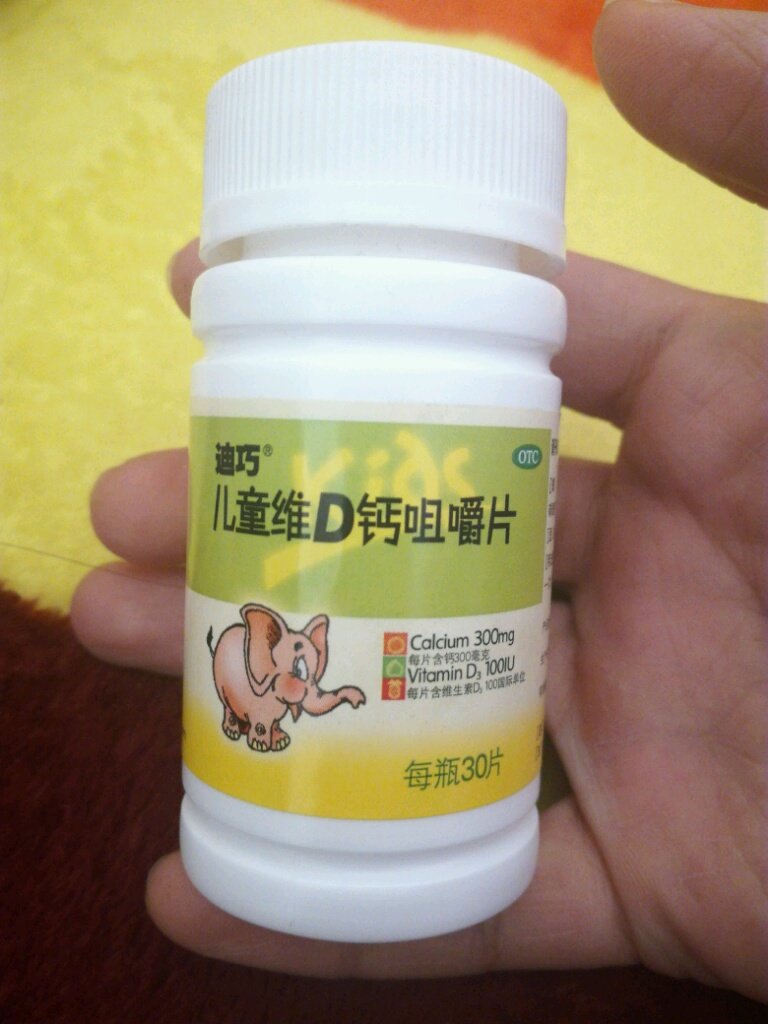 迪巧®
Kids
OTC
儿童维D钙咀嚼片
Calcium 300mg
每片含钙300毫克
Vitamin D₃ 100IU
每片含维生素D₃ 100国际单位
每瓶30片